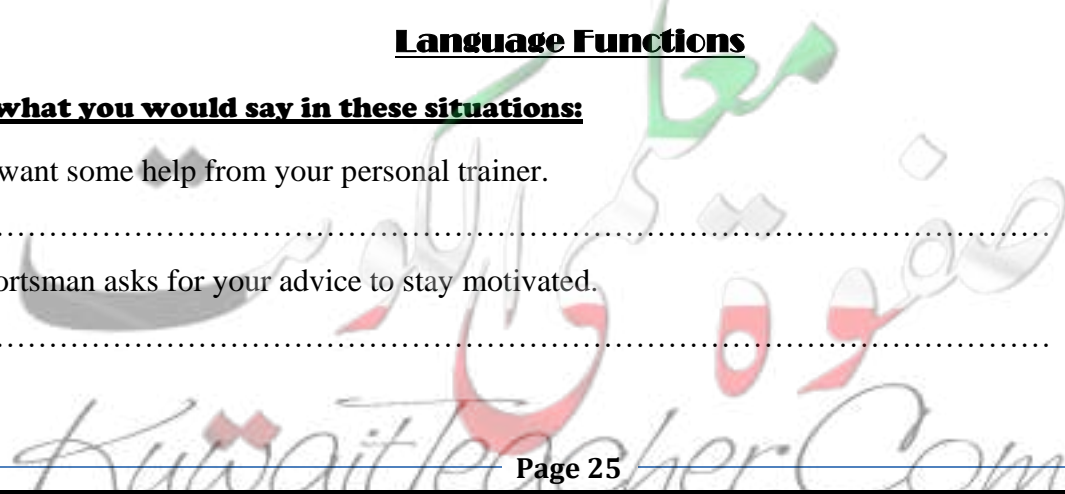 Language Functions
what you would say in these situations:
want some help from your personal trainer.
……………………………………………………………………………………………
ortsman asks for your advice to stay motivated.
……………………………………………………………………………………………
KuwaitTeacher.Com
Page 25